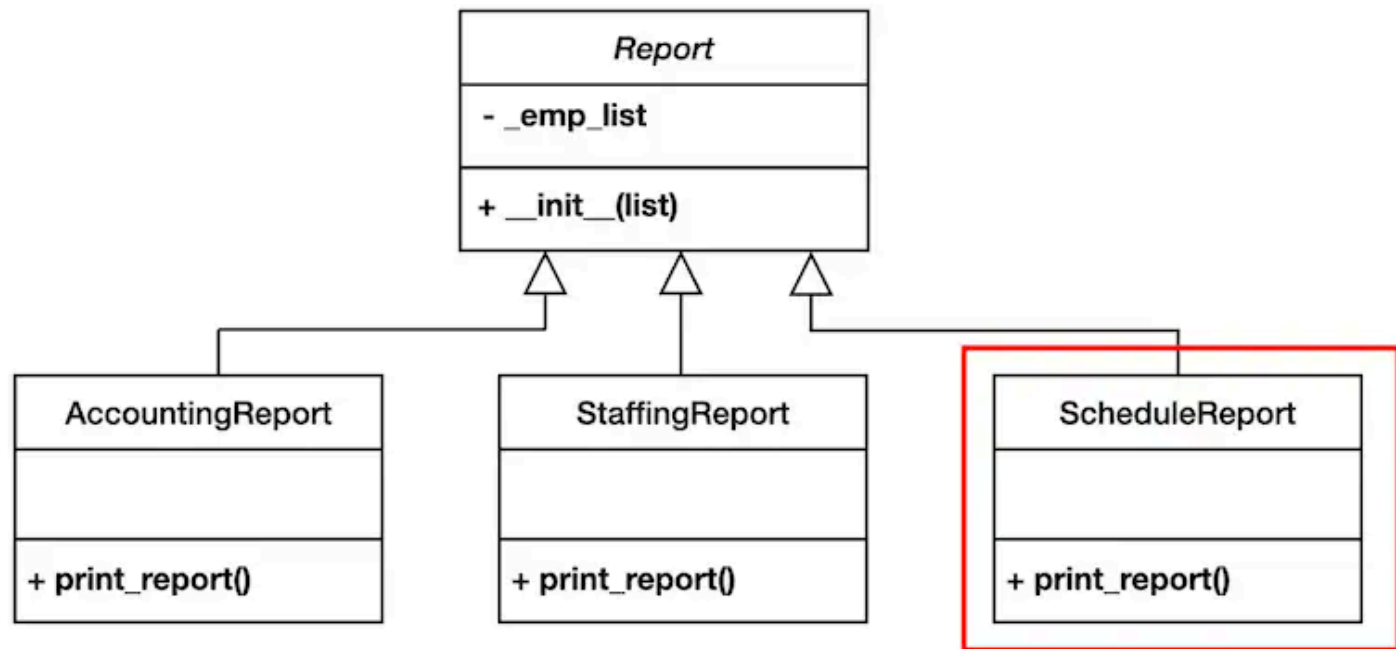 Report
- _emp_list
+ __init__(list)
AccountingReport
+ print_report()
StaffingReport
+ print_report()
ScheduleReport
+ print_report()